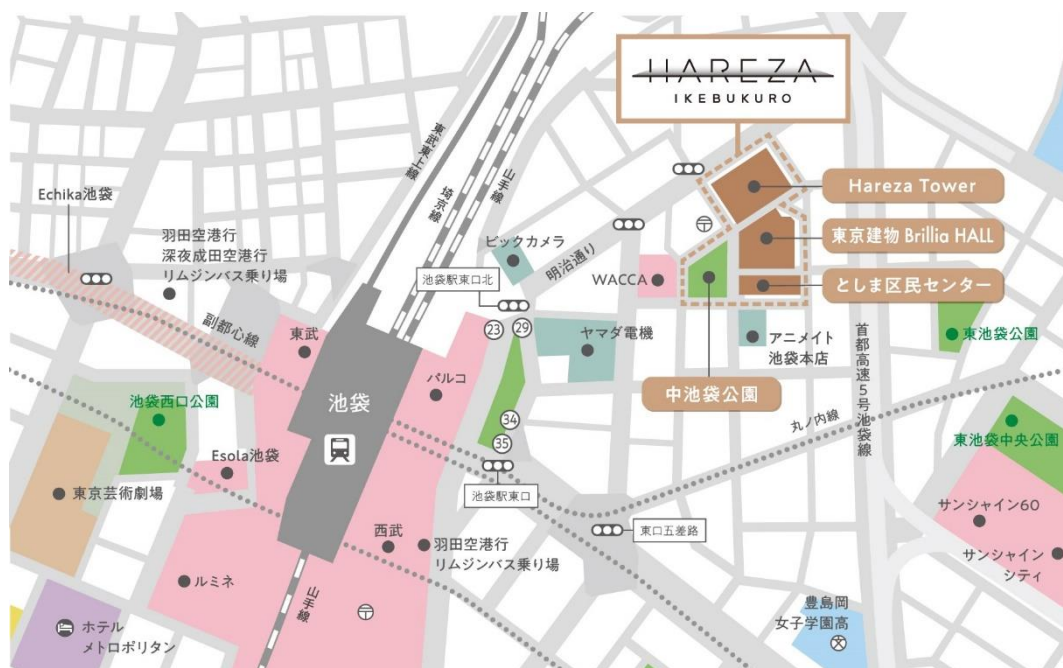 HAREZA
IKEBUKURO
東武東上線
埼京線
山手線
Echika池袋
羽田空港行
深夜成田空港行
リムジンバス乗り場
ビックカメラ
明治通り
池袋駅東口北
WACCA
Hareza Tower
東京建物 Brillia HALL
としま区民センター
副都心線
東武
23
29
ヤマダ電機
アニメイト
池袋本店
首都高速5号池袋線
東池袋公園
パルコ
池袋
中池袋公園
池袋西口公園
34
35
丸ノ内線
東池袋中央公園
Esola池袋
東京芸術劇場
池袋駅東口
東口五差路
サンシャイン60
西武
羽田空港行
リムジンバス乗り場
サンシャイン
シティ
ルミネ
山手線
豊島岡
女子学園高
ホテル
メトロポリタン